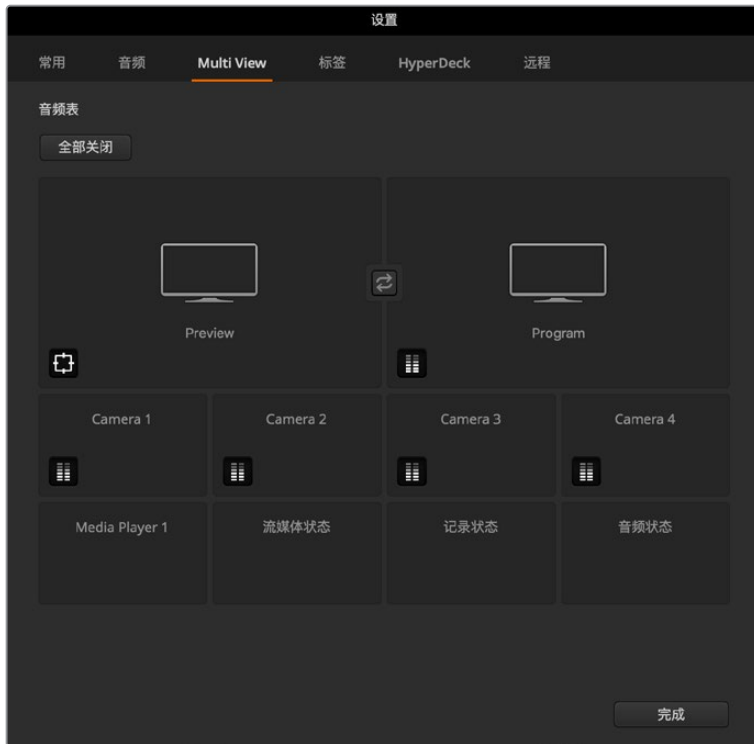 设置
常用 音频 Multi View 标签 HyperDeck 远程
音频表
全部关闭
Preview Program
Camera 1 Camera 2 Camera 3 Camera 4
Media Player 1 流媒体状态 记录状态 音频状态
完成